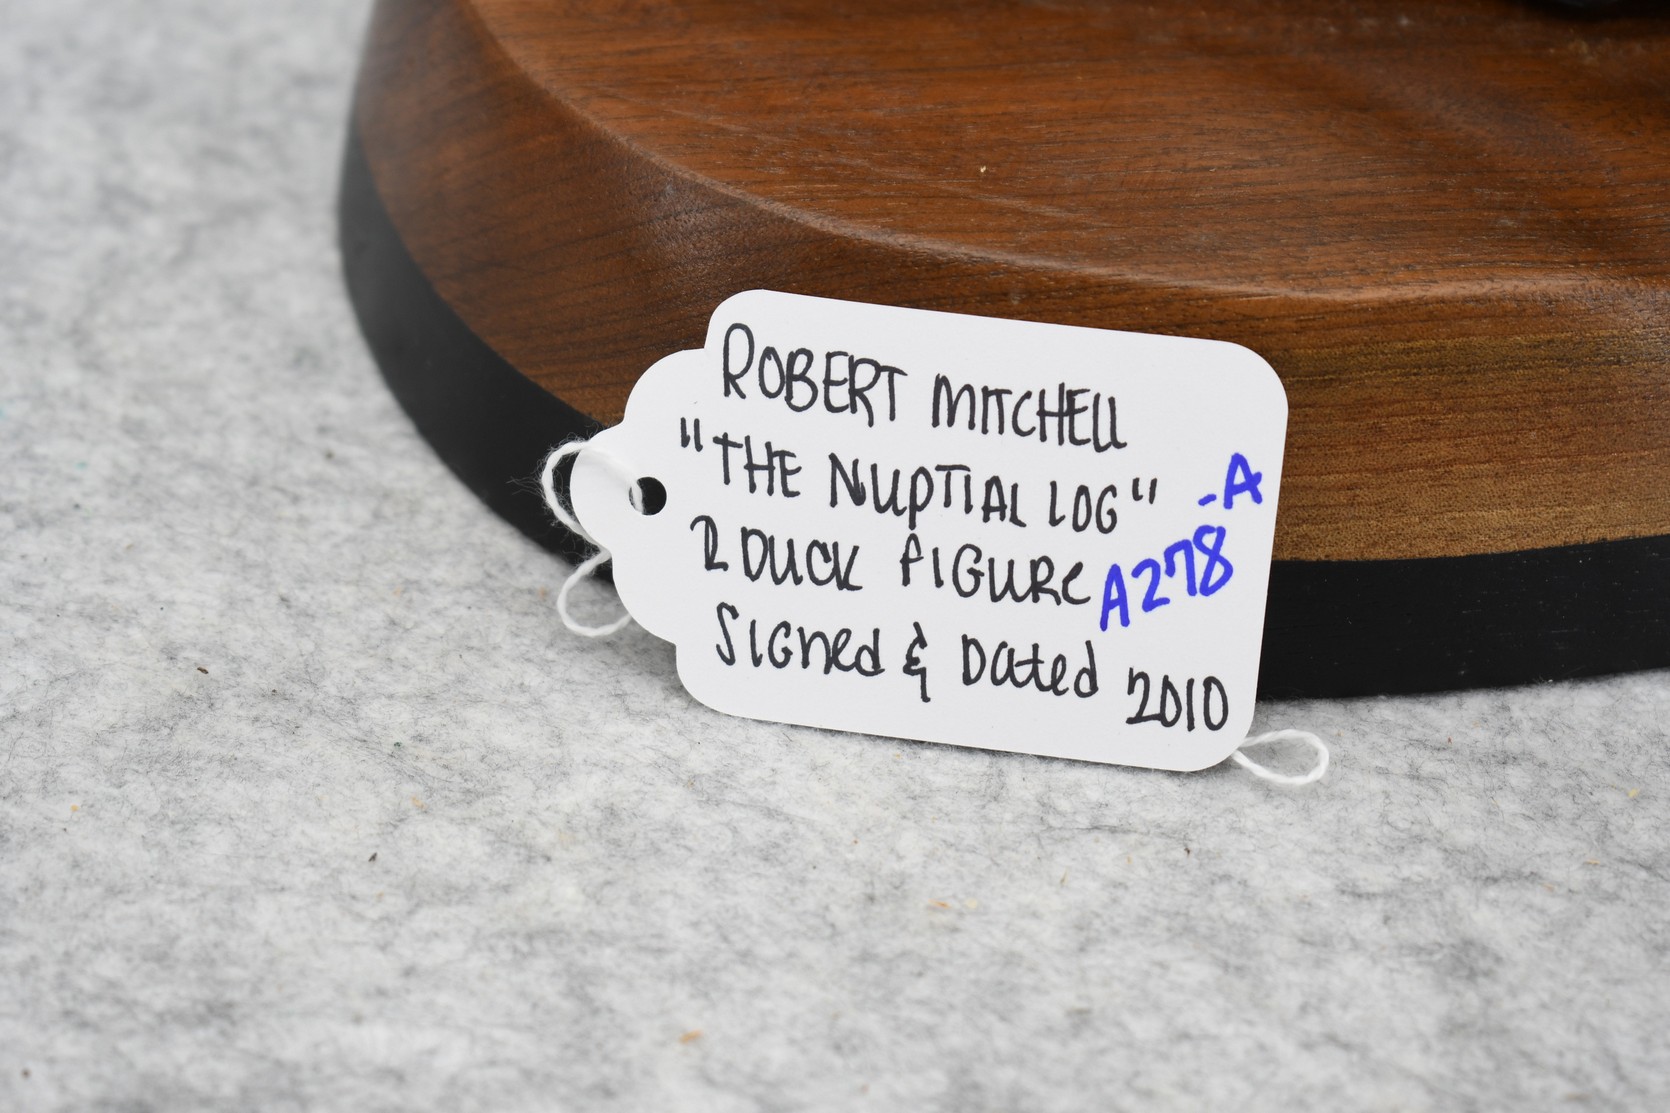 ROBERT MITCHELL
"THE NUPTIAL LOG"
2 DUCK FIGURE
Signed & Dated 2010
A278-A